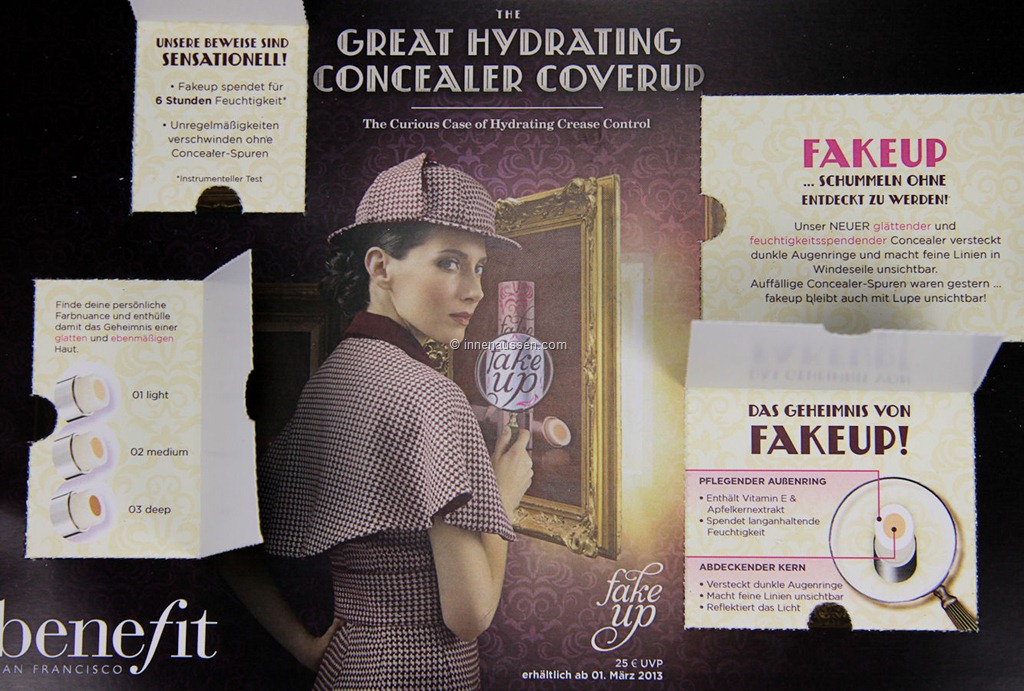 THE
GREAT HYDRATING
CONCEALER COVERUP
The Curious Case of Hydrating Crease Control
UNSERE BEWEISE SIND
SENSATIONELL!
• Fakeup spendet für
6 Stunden Feuchtigkeit*
• Unregelmäßigkeiten
verschwinden ohne
Concealer-Spuren
*Instrumenteller Test
FAKEUP
... SCHUMMELN OHNE
ENTDECKT ZU WERDEN!
Unser NEUER glättender und
feuchtigkeitsspendender Concealer versteckt
dunkle Augenringe und macht feine Linien in
Windeseile unsichtbar.
Auffällige Concealer-Spuren waren gestern ...
fakeup bleibt auch mit Lupe unsichtbar!
Finde deine persönliche
Farbnuance und enthülle
damit das Geheimnis einer
glatten und ebenmäßigen
Haut.
01 light
02 medium
03 deep
© innenaussen.com
fake
fake
up
DAS GEHEIMNIS VON
FAKEUP!
PFLEGENDER AUßENRING
• Enthält Vitamin E &
Apfelkernextrakt
• Spendet langanhaltende
Feuchtigkeit
ABDECKENDER KERN
• Versteckt dunkle Augenringe
• Macht feine Linien unsichtbar
• Reflektiert das Licht
benefit
AN FRANCISCO
fake
up
25 € UVP
erhältlich ab 01. März 2013